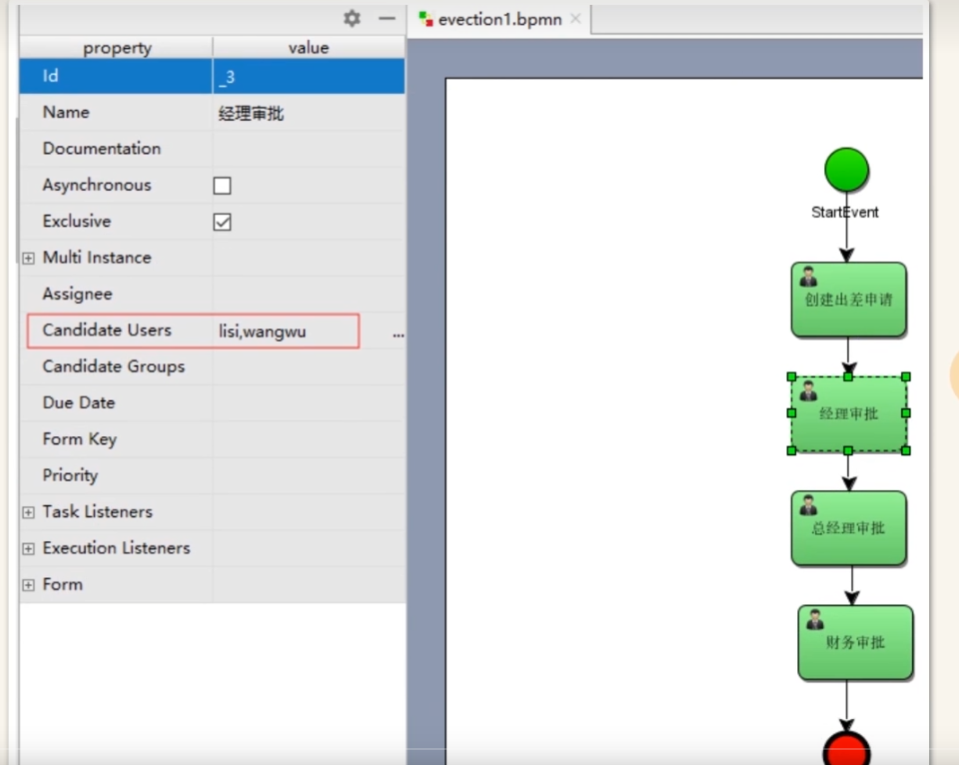 property value
Id _3
Name 经理审批
Documentation
Asynchronous
Exclusive
Multi Instance
Assignee
Candidate Users lisi,wangwu ...
Candidate Groups
Due Date
Form Key
Priority
Task Listeners
Execution Listeners
Form
evection1.bpmn
StartEvent
创建出差申请
经理审批
总经理审批
财务审批